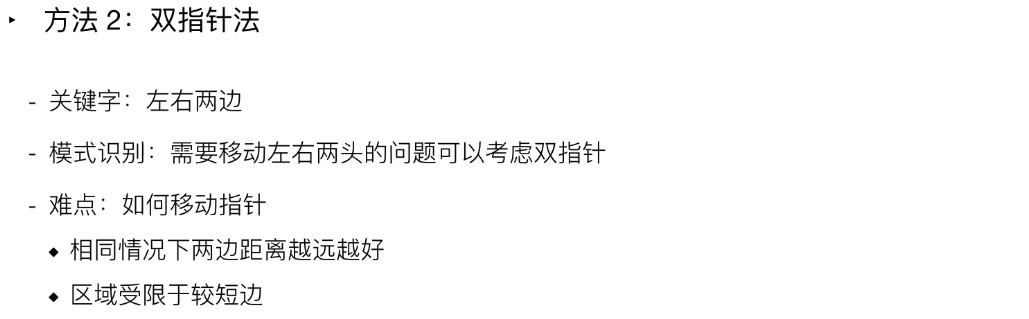 ‣ 方法 2：双指针法
- 关键字：左右两边
- 模式识别：需要移动左右两头的问题可以考虑双指针
- 难点：如何移动指针
◆ 相同情况下两边距离越远越好
◆ 区域受限于较短边